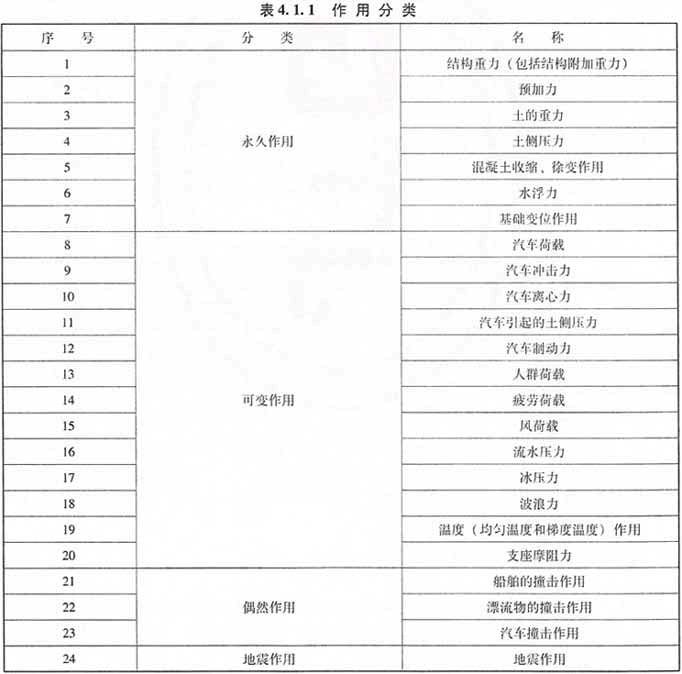 表4.1.1 作用分类
序号 分类 名称
1 结构重力（包括结构附加重力）
2 预加力
3 土的重力
4 永久作用 土侧压力
5 混凝土收缩、徐变作用
6 水浮力
7 基础变位作用
8 汽车荷载
9 汽车冲击力
10 汽车离心力
11 汽车引起的土侧压力
12 汽车制动力
13 人群荷载
14 可变作用 疲劳荷载
15 风荷载
16 流水压力
17 冰压力
18 波浪力
19 温度（均匀温度和梯度温度）作用
20 支座摩阻力
21 船舶的撞击作用
22 偶然作用 漂流物的撞击作用
23 汽车撞击作用
24 地震作用 地震作用